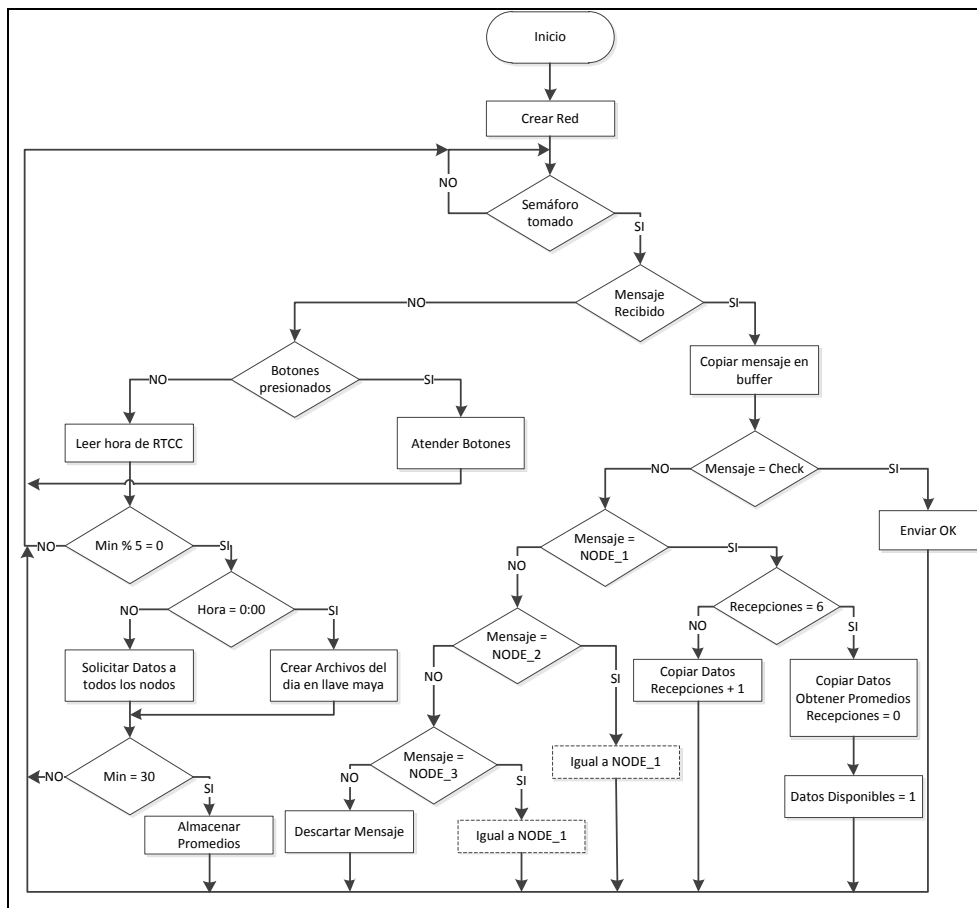 Inicio
Crear Red
NO
Semáforo
tomado
SI
Mensaje
Recibido
NO
SI
Botones
presionados
NO
SI
Copiar mensaje en
buffer
Leer hora de RTCC
Atender Botones
Mensaje = Check
NO
SI
Min % 5 = 0
NO
SI
Mensaje =
NODE_1
NO
SI
Enviar OK
Hora = 0:00
NO
SI
Recepciones = 6
NO
SI
Mensaje =
NODE_2
NO
SI
Solicitar Datos a
todos los nodos
Crear Archivos del
dia en llave maya
Copiar Datos
Recepciones + 1
Copiar Datos
Obtener Promedios
Recepciones = 0
Min = 30
NO
SI
Mensaje =
NODE_3
NO
SI
Igual a NODE_1
Datos Disponibles = 1
Almacenar
Promedios
Descartar Mensaje
Igual a NODE_1